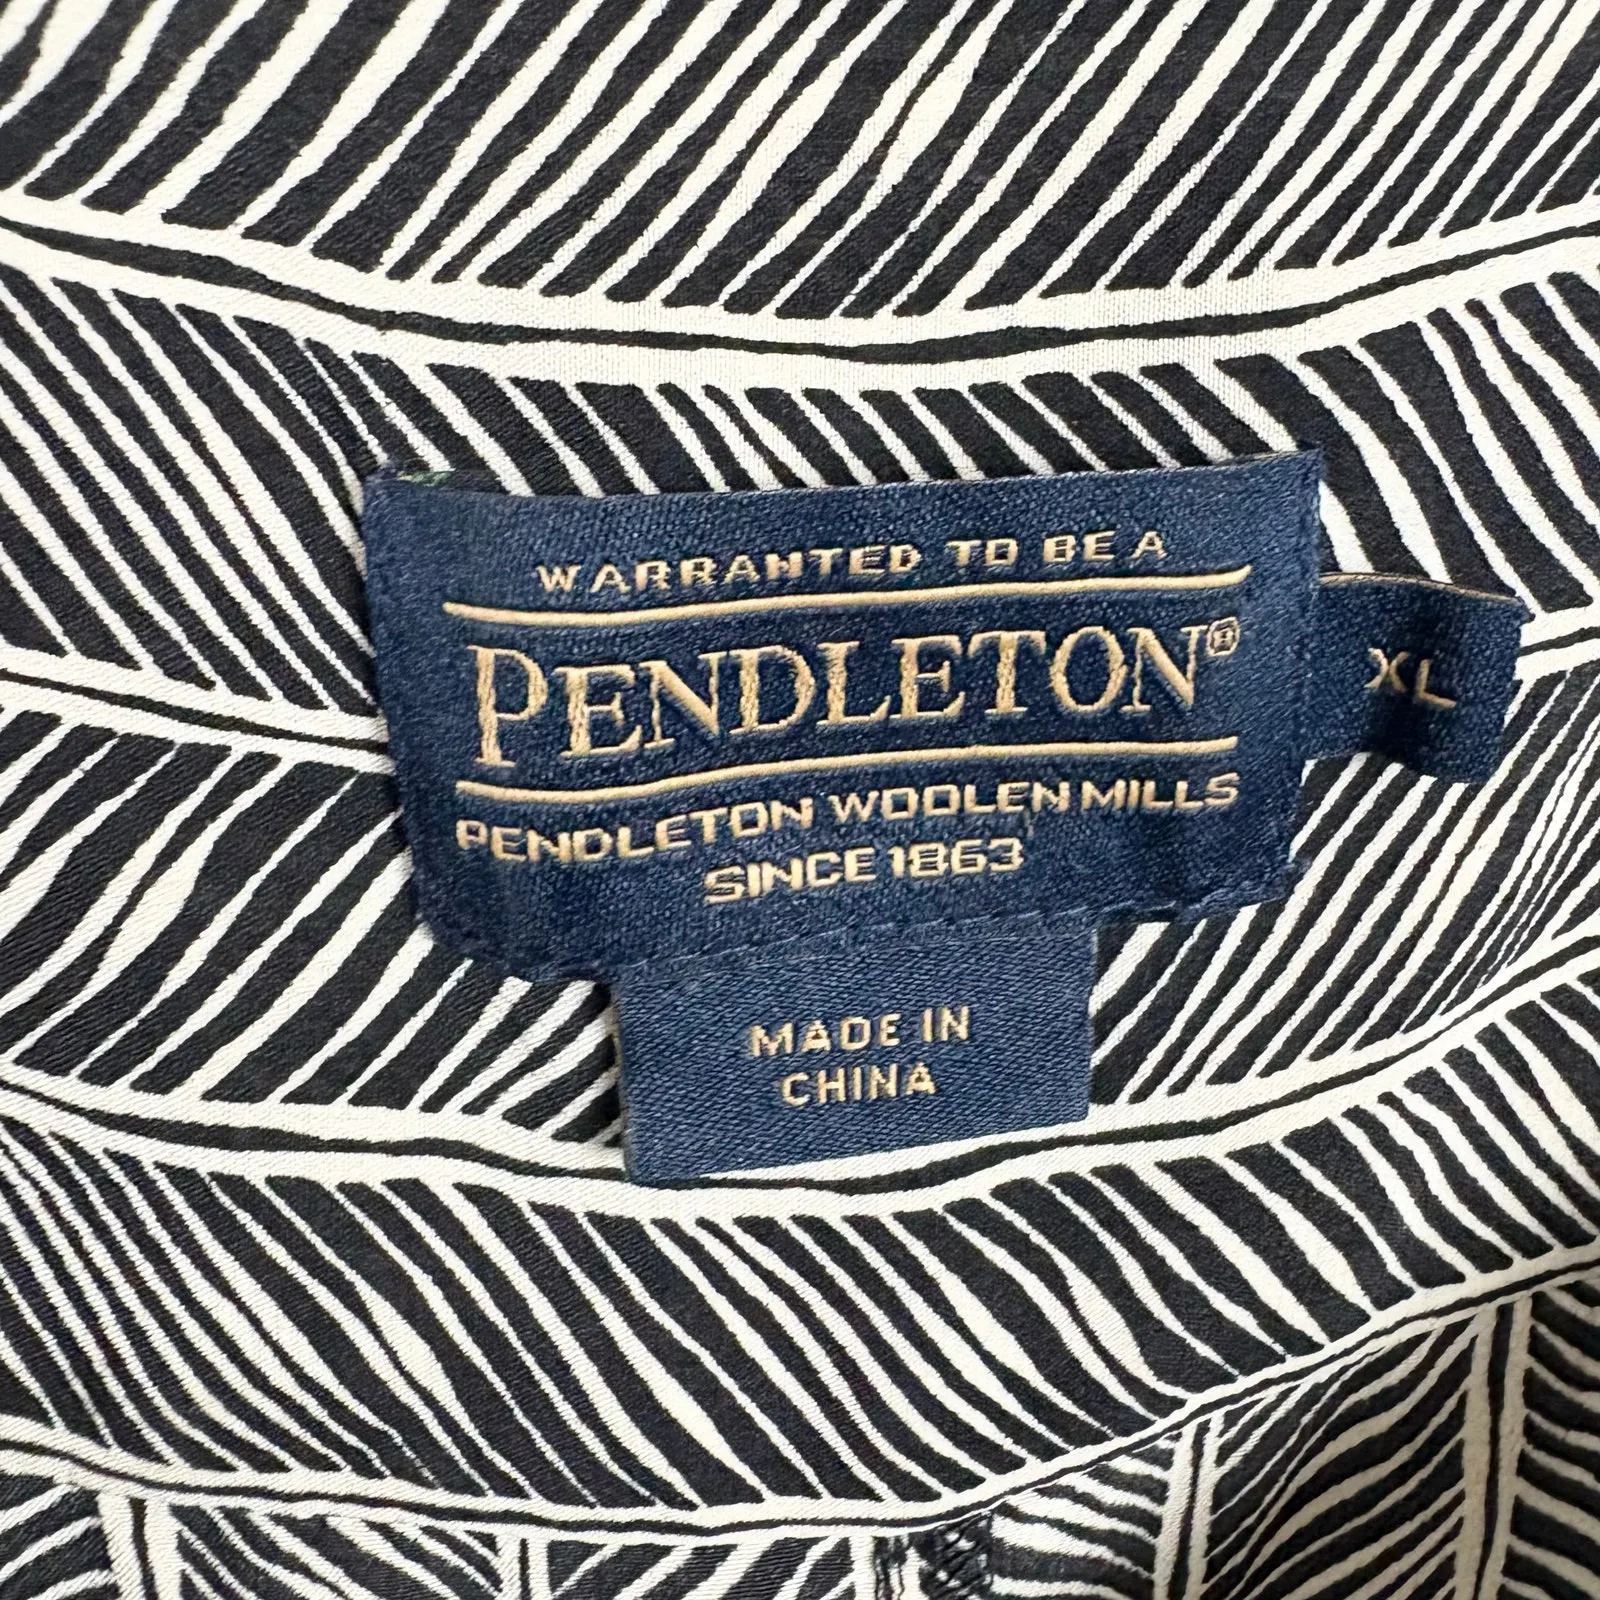 WARRANTED TO BE A
PENDLETON®
XL
PENDLETON WOOLEN MILLS
SINCE 1863
MADE IN
CHINA